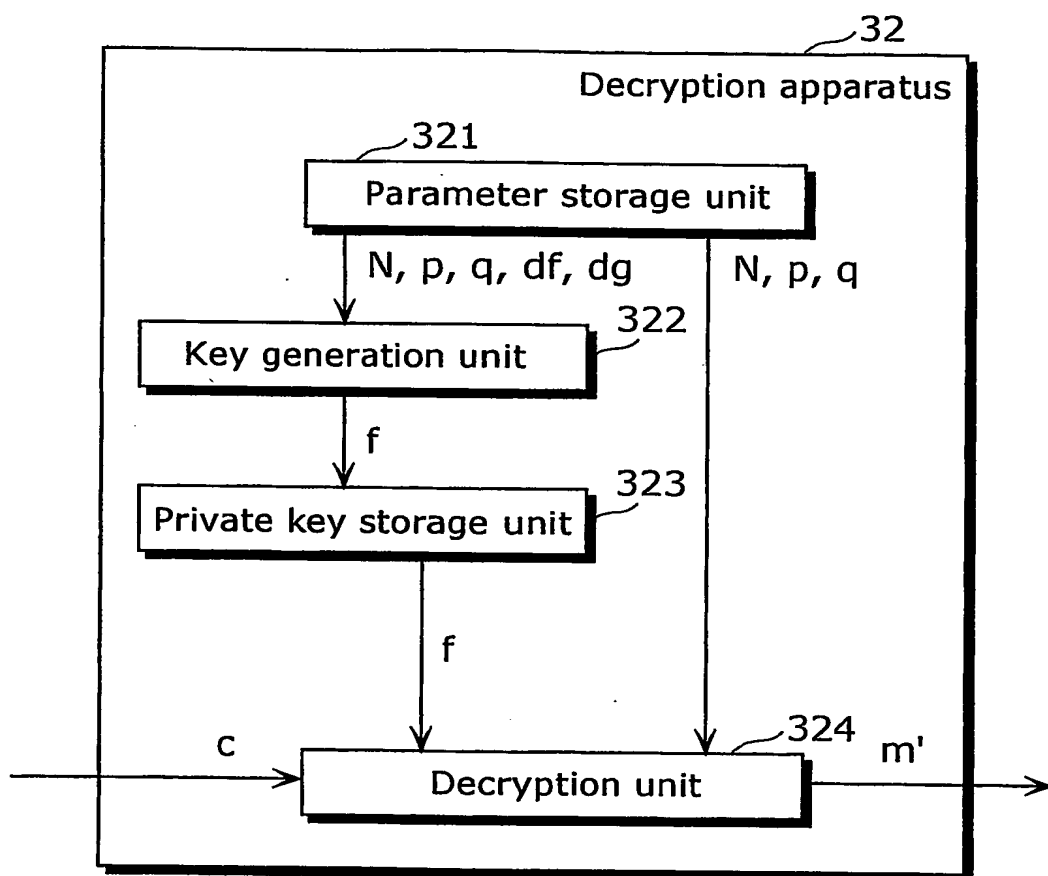 32
Decryption apparatus
321
Parameter storage unit
N, p, q, df, dg
N, p, q
322
Key generation unit
f
323
Private key storage unit
f
324
c
m'
Decryption unit